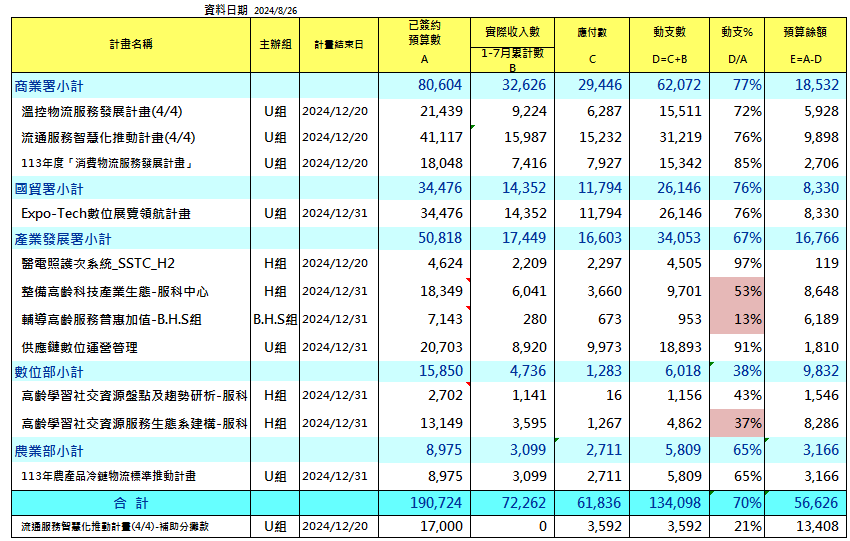 資料日期 2024/8/26
計畫名稱 主辦組 計畫結束日 已簽約預算數 A 實際收入數 1-7月累計數 B 應付數 C 動支數 D=C+B 動支% D/A 預算餘額 E=A-D
商業署小計 80,604 32,626 29,446 62,072 77% 18,532
溫控物流服務發展計畫(4/4) U組 2024/12/20 21,439 9,224 6,287 15,511 72% 5,928
流通服務智慧化推動計畫(4/4) U組 2024/12/20 41,117 15,987 15,232 31,219 76% 9,898
113年度「消費物流服務發展計畫」 U組 2024/12/20 18,048 7,416 7,927 15,342 85% 2,706
國貿署小計 34,476 14,352 11,794 26,146 76% 8,330
Expo-Tech數位展覽領航計畫 U組 2024/12/31 34,476 14,352 11,794 26,146 76% 8,330
產業發展署小計 50,818 17,449 16,603 34,053 67% 16,766
醫電照護次系統_SSTC_H2 H組 2024/12/20 4,624 2,209 2,297 4,505 97% 119
整備高齡科技產業生態-服科中心 H組 2024/12/31 18,349 6,041 3,660 9,701 53% 8,648
輔導高齡服務普惠加值-B.H.S組 B.H.S組 2024/12/31 7,143 280 673 953 13% 6,189
供應鏈數位運營管理 U組 2024/12/31 20,703 8,920 9,973 18,893 91% 1,810
數位部小計 15,850 4,736 1,283 6,018 38% 9,832
高齡學習社交資源盤點及趨勢研析-服科 H組 2024/12/31 2,702 1,141 16 1,156 43% 1,546
高齡學習社交資源服務生態系建構-服科 H組 2024/12/31 13,149 3,595 1,267 4,862 37% 8,286
農業部小計 8,975 3,099 2,711 5,809 65% 3,166
113年農產品冷鏈物流標準推動計畫 U組 2024/12/31 8,975 3,099 2,711 5,809 65% 3,166
合 計 190,724 72,262 61,836 134,098 70% 56,626
流通服務智慧化推動計畫(4/4)-補助分攤款 U組 2024/12/20 17,000 0 3,592 3,592 21% 13,408